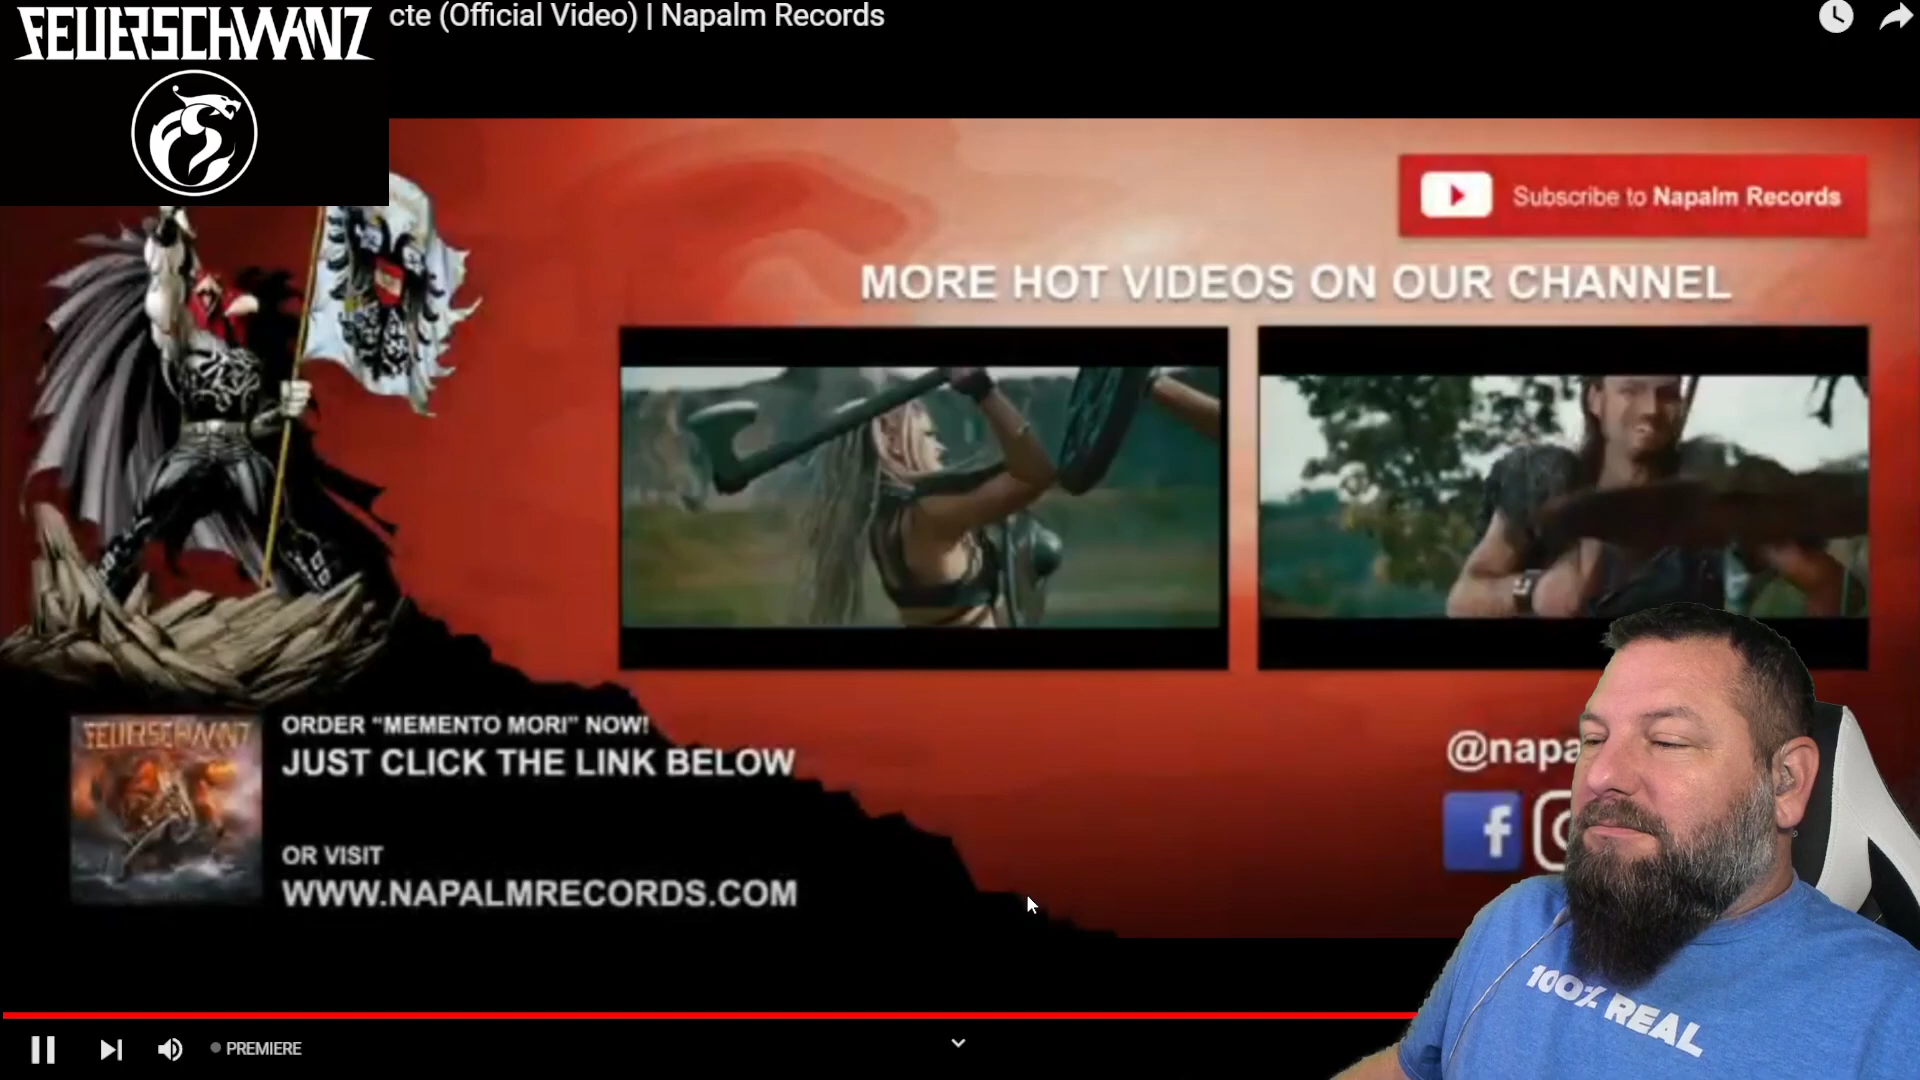 FEUERSCHWANZ
cte (Official Video) | Napalm Records
Subscribe to Napalm Records
MORE HOT VIDEOS ON OUR CHANNEL
FEUERSCHWANZ
ORDER “MEMENTO MORI” NOW!
JUST CLICK THE LINK BELOW
OR VISIT
WWW.NAPALMRECORDS.COM
@napa
f
100% REAL
PREMIERE